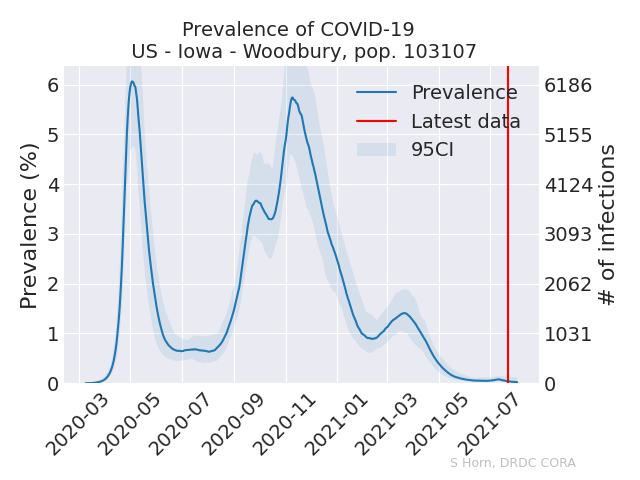 Prevalence of COVID-19
US - Iowa - Woodbury, pop. 103107
Prevalence (%)
6
5
4
3
2
1
0
Prevalence
Latest data
95CI
6186
5155
4124
3093
2062
1031
0
# of infections
2020-03
2020-05
2020-07
2020-09
2020-11
2021-01
2021-03
2021-05
2021-07
S Horn, DRDC CORA